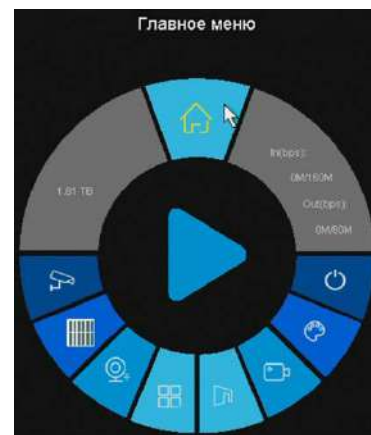 Главное меню
In(bps):
1.81 TB
0M/160M
Out(bps):
0M/80M